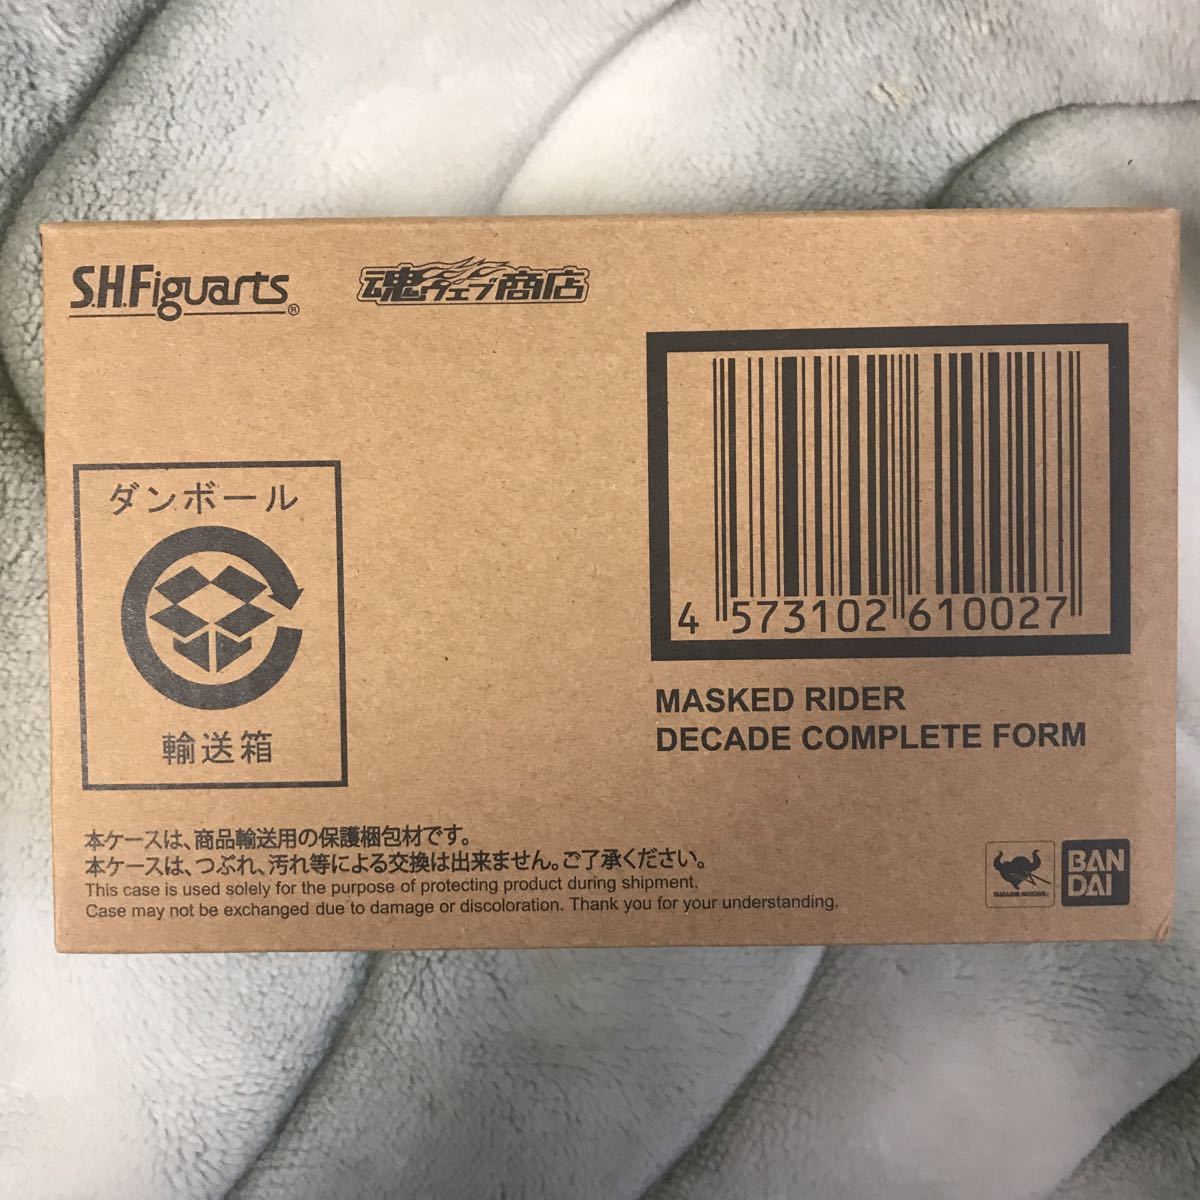 S.H.Figuarts®
魂ウェブ商店
4 573102 610027
MASKED RIDER
DECADE COMPLETE FORM
ダンボール
輸送箱
本ケースは、商品輸送用の保護梱包材です。
本ケースは、つぶれ、汚れ等による交換は出来ません。ご了承ください。
This case is used solely for the purpose of protecting product during shipment.
Case may not be exchanged due to damage or discoloration. Thank you for your understanding.
TAMASHII NATIONS
BAN
DAI